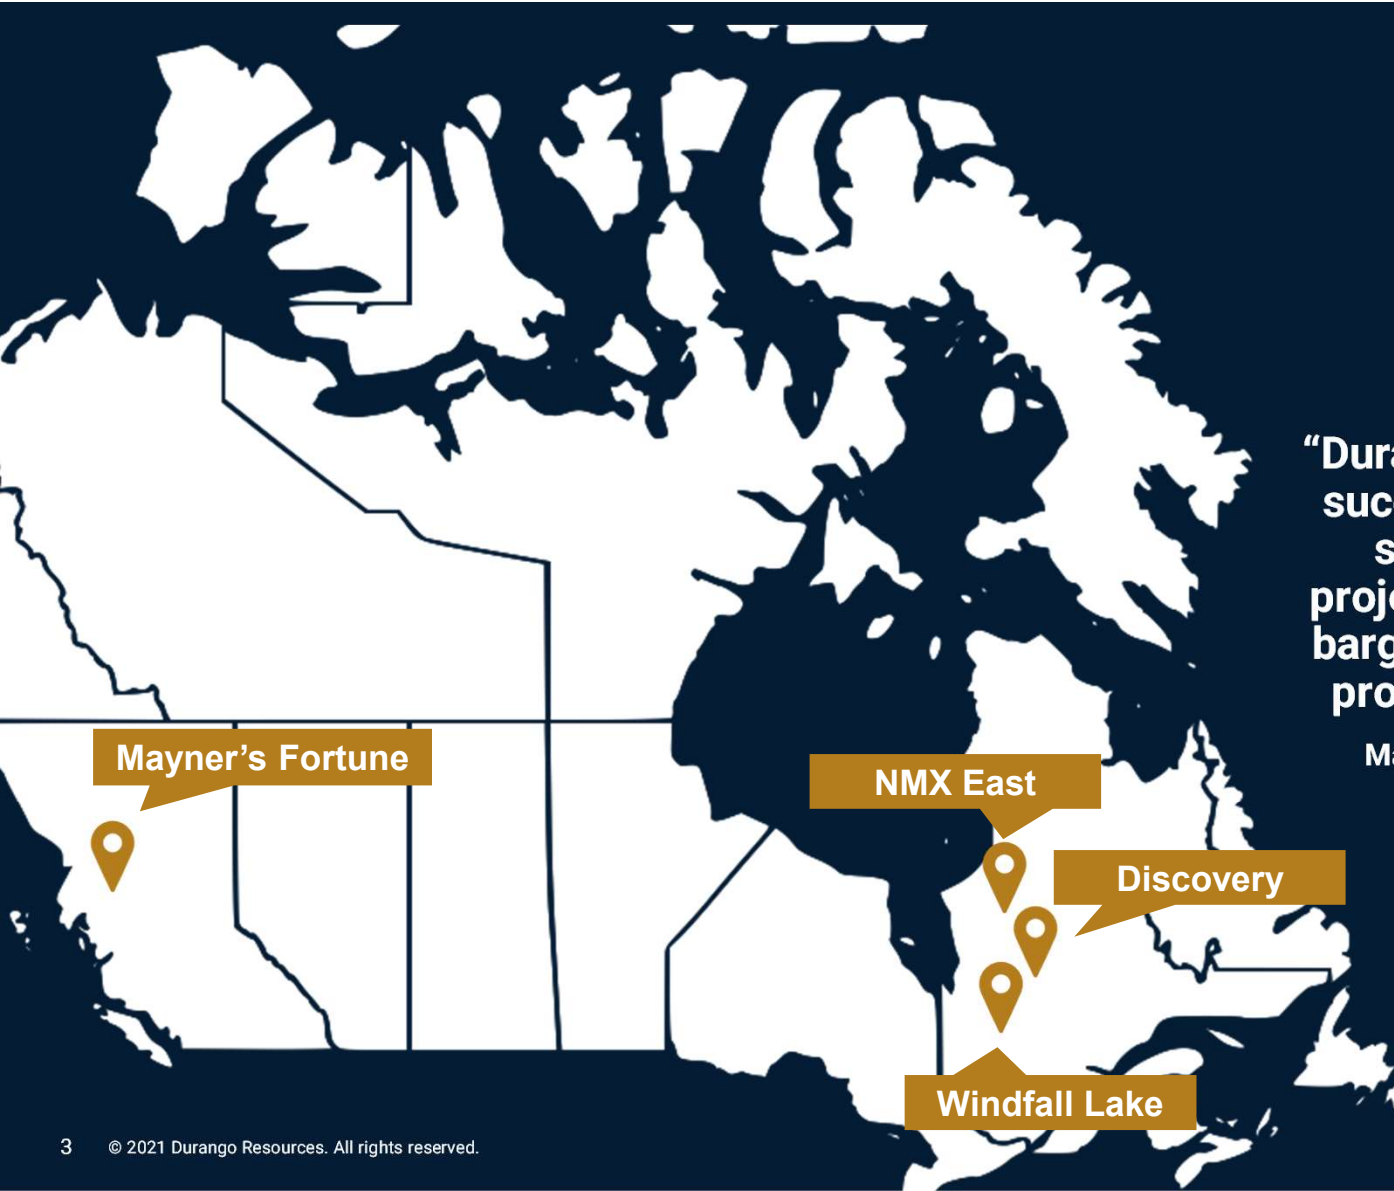 Mayner’s Fortune
NMX East
Discovery
Windfall Lake
3 © 2021 Durango Resources. All rights reserved.